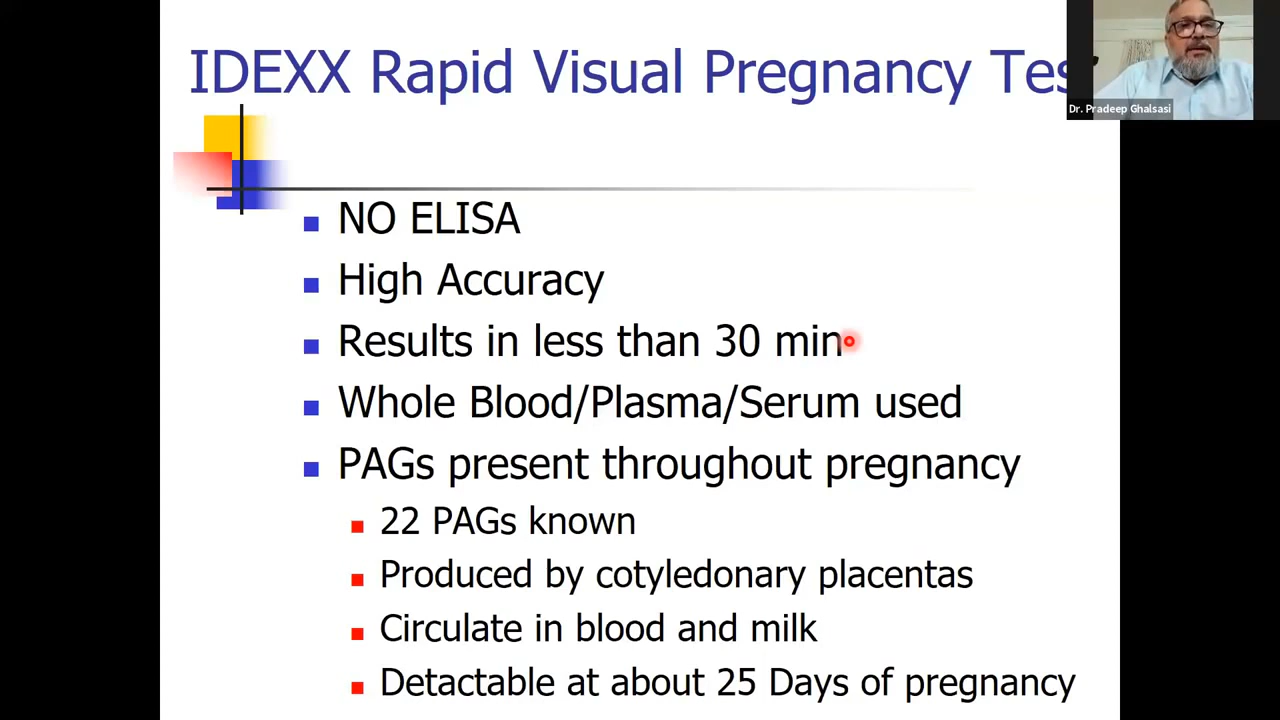 IDEXX Rapid Visual Pregnancy Tes
Dr. Pradeep Ghalsasi
NO ELISA
High Accuracy
Results in less than 30 min
Whole Blood/Plasma/Serum used
PAGs present throughout pregnancy
22 PAGs known
Produced by cotyledonary placentas
Circulate in blood and milk
Detactable at about 25 Days of pregnancy